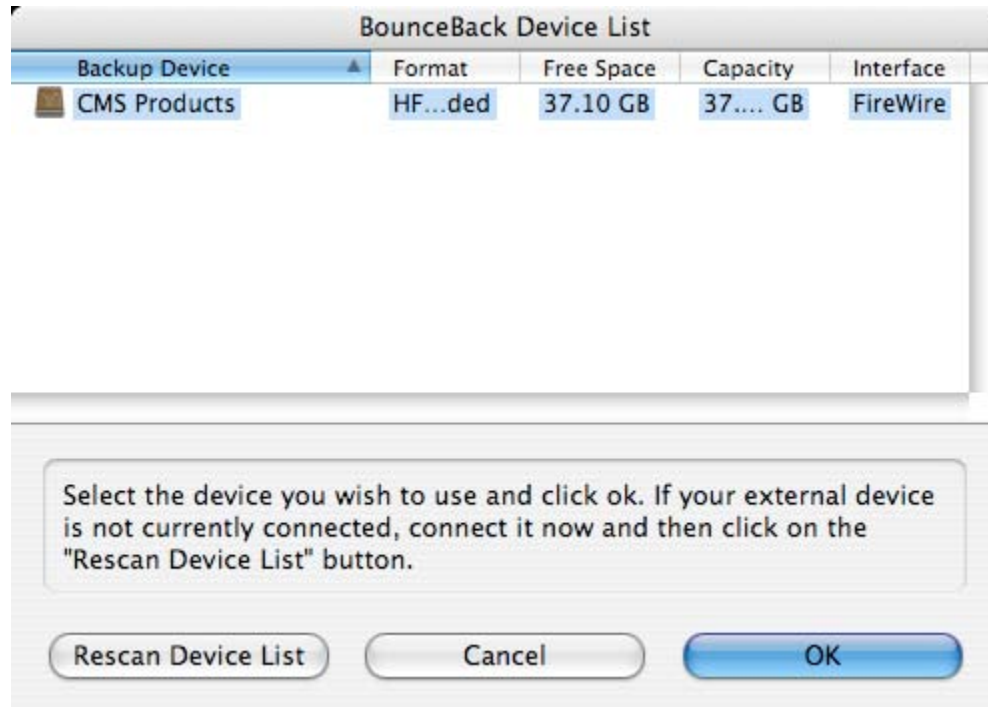 BounceBack Device List
Backup Device Format Free Space Capacity Interface
CMS Products HF...ded 37.10 GB 37.... GB FireWire
Select the device you wish to use and click ok. If your external device
is not currently connected, connect it now and then click on the
"Rescan Device List" button.
Rescan Device List Cancel OK